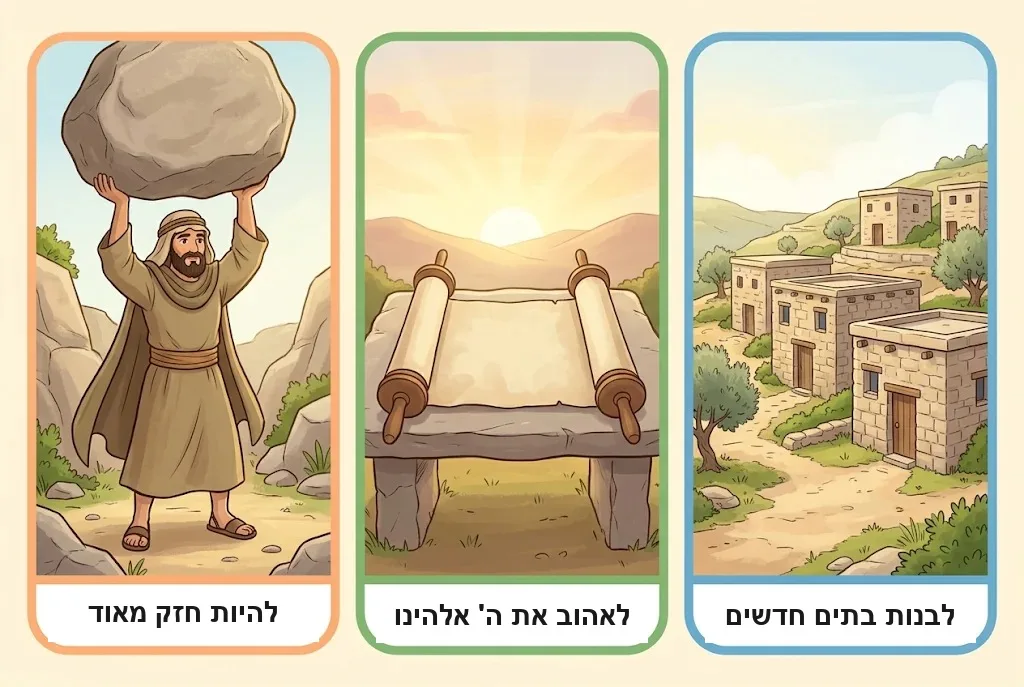 להיות חזק מאוד
לאהוב את ה' אלהינו
לבנות בתים חדשים